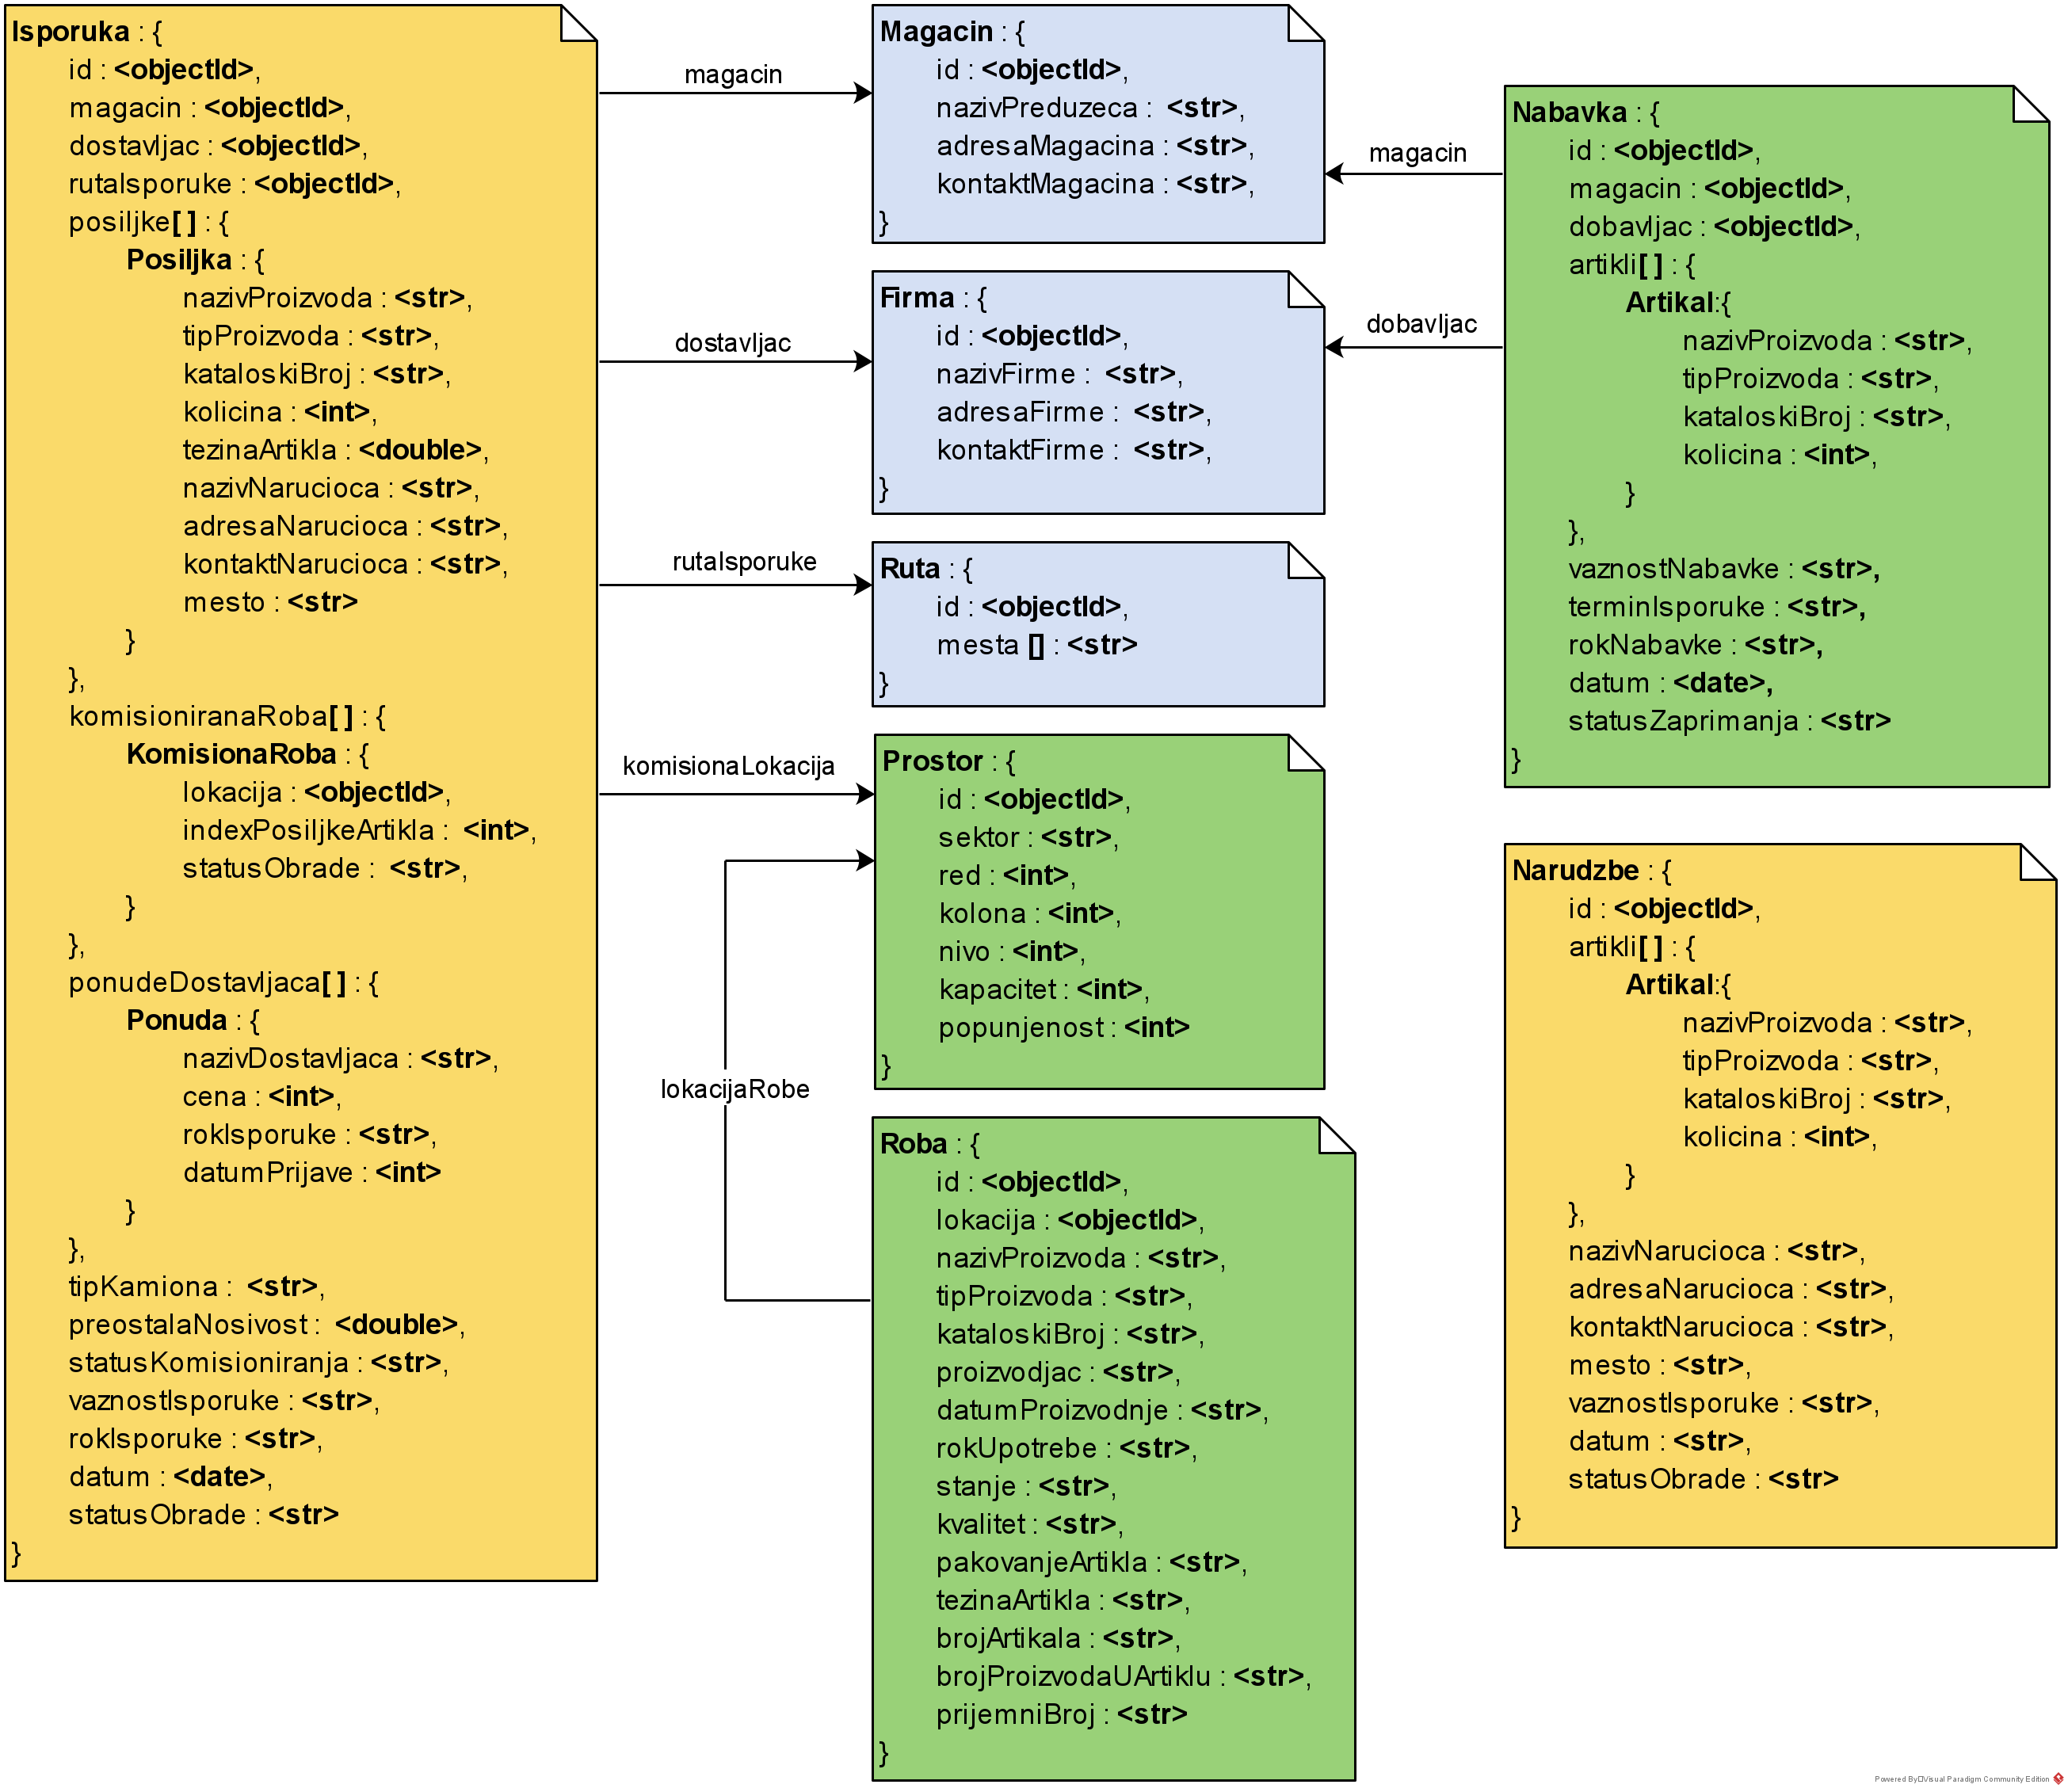 Isporuka : {
id : <objectId>,
magacin : <objectId>,
dostavljac : <objectId>,
rutaIsporuke : <objectId>,
posiljke[ ] : {
Posiljka : {
nazivProizvoda : <str>,
tipProizvoda : <str>,
kataloskiBroj : <str>,
kolicina : <int>,
tezinaArtikla : <double>,
nazivNarucioca : <str>,
adresaNarucioca : <str>,
kontaktNarucioca : <str>,
mesto : <str>
}
},
komisioniranaRoba[ ] : {
KomisionaRoba : {
lokacija : <objectId>,
indexPosiljkeArtikla : <int>,
statusObrade : <str>,
}
},
ponudeDostavljaca[ ] : {
Ponuda : {
nazivDostavljaca : <str>,
cena : <int>,
rokIsporuke : <str>,
datumPrijave : <int>
}
},
tipKamiona : <str>,
preostalaNosivost : <double>,
statusKomisioniranja : <str>,
vaznostIsporuke : <str>,
rokIsporuke : <str>,
datum : <date>,
statusObrade : <str>
}
magacin
dostavljac
rutaIsporuke
komisionaLokacija
lokacijaRobe
Magacin : {
id : <objectId>,
nazivPreduzeca : <str>,
adresaMagacina : <str>,
kontaktMagacina : <str>,
}
Firma : {
id : <objectId>,
nazivFirme : <str>,
adresaFirme : <str>,
kontaktFirme : <str>,
}
Ruta : {
id : <objectId>,
mesta [] : <str>
}
Prostor : {
id : <objectId>,
sektor : <str>,
red : <int>,
kolona : <int>,
nivo : <int>,
kapacitet : <int>,
popunjenost : <int>
}
Roba : {
id : <objectId>,
lokacija : <objectId>,
nazivProizvoda : <str>,
tipProizvoda : <str>,
kataloskiBroj : <str>,
proizvodjac : <str>,
datumProizvodnje : <str>,
rokUpotrebe : <str>,
stanje : <str>,
kvalitet : <str>,
pakovanjeArtikla : <str>,
tezinaArtikla : <str>,
brojArtikala : <str>,
brojProizvodaUArtiklu : <str>,
prijemniBroj : <str>
}
magacin
dobavljac
Nabavka : {
id : <objectId>,
magacin : <objectId>,
dobavljac : <objectId>,
artikli[ ] : {
Artikal:{
nazivProizvoda : <str>,
tipProizvoda : <str>,
kataloskiBroj : <str>,
kolicina : <int>,
}
},
vaznostNabavke : <str>,
terminIsporuke : <str>,
rokNabavke : <str>,
datum : <date>,
statusZaprimanja : <str>
}
Narudzbe : {
id : <objectId>,
artikli[ ] : {
Artikal:{
nazivProizvoda : <str>,
tipProizvoda : <str>,
kataloskiBroj : <str>,
kolicina : <int>,
}
},
nazivNarucioca : <str>,
adresaNarucioca : <str>,
kontaktNarucioca : <str>,
mesto : <str>,
vaznostIsporuke : <str>,
datum : <str>,
statusObrade : <str>
}
Powered By Visual Paradigm Community Edition